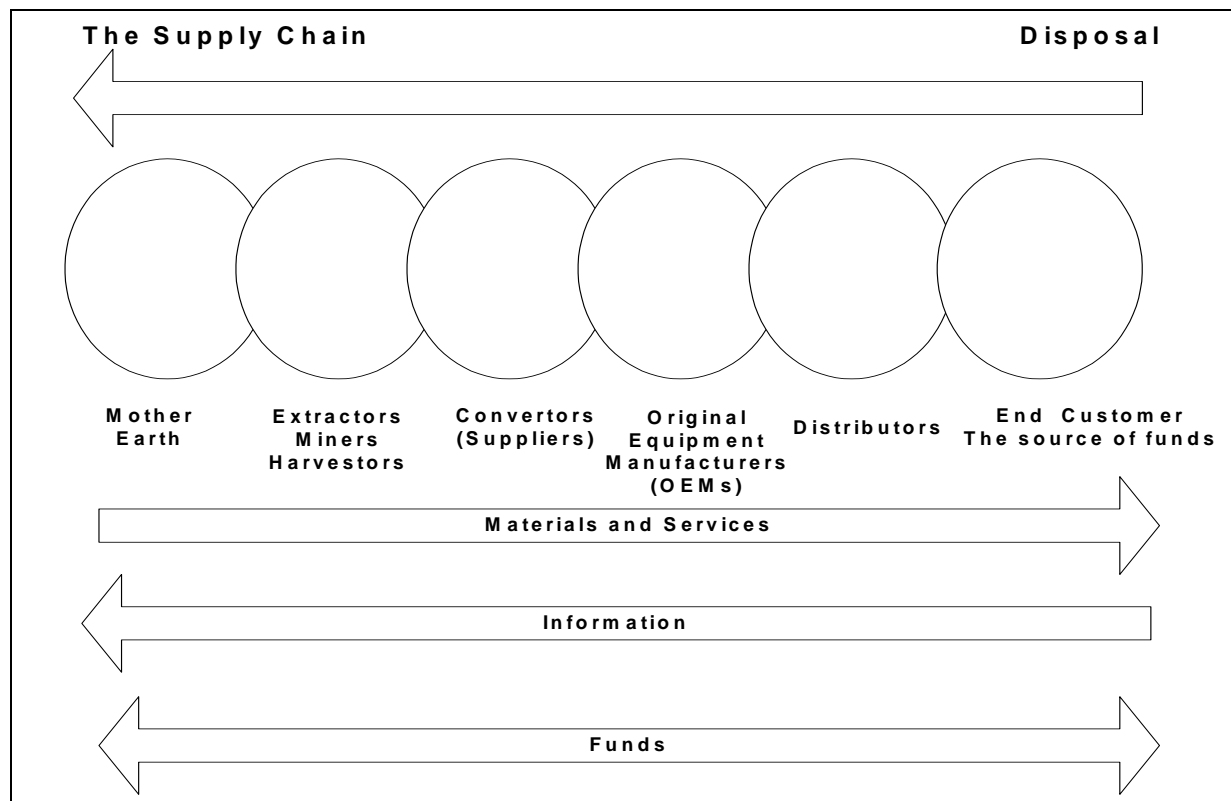 The Supply Chain
Disposal
Mother
Earth
Extractors
Miners
Harvestors
Convertors
(Suppliers)
Original
Equipment
Manufacturers
(OEMs)
Distributors
End Customer
The source of funds
Materials and Services
Information
Funds